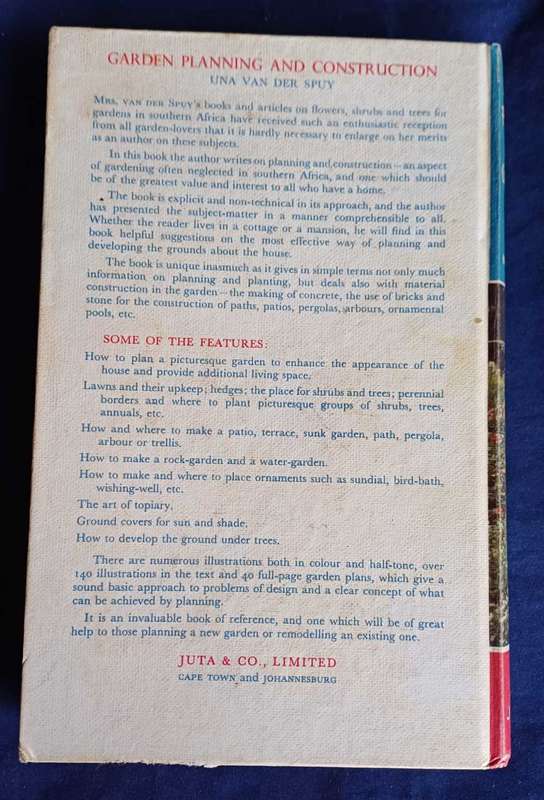 GARDEN PLANNING AND CONSTRUCTION
UNA VAN DER SPUY
MRS. VAN DER SPUY's books and articles on flowers, shrubs and trees for
gardens in southern Africa have received such an enthusiastic reception
from all garden-lovers that it is hardly necessary to enlarge on her merits
as an author on these subjects.
In this book the author writes on planning and construction—an aspect
of gardening often neglected in southern Africa, and one which should
be of the greatest value and interest to all who have a home.
The book is explicit and non-technical in its approach, and the author
has presented the subject-matter in a manner comprehensible to all.
Whether the reader lives in a cottage or a mansion, he will find in this
book helpful suggestions on the most effective way of planning and
developing the grounds about the house.
The book is unique inasmuch as it gives in simple terms not only much
information on planning and planting, but deals also with material
construction in the garden—the making of concrete, the use of bricks and
stone for the construction of paths, patios, pergolas, arbours, ornamental
pools, etc.
SOME OF THE FEATURES:
How to plan a picturesque garden to enhance the appearance of the
house and provide additional living space.
Lawns and their upkeep; hedges; the place for shrubs and trees; perennial
borders and where to plant picturesque groups of shrubs, trees,
annuals, etc.
How and where to make a patio, terrace, sunk garden, path, pergola,
arbour or trellis.
How to make a rock-garden and a water-garden.
How to make and where to place ornaments such as sundial, bird-bath,
wishing-well, etc.
The art of topiary.
Ground covers for sun and shade.
How to develop the ground under trees.
There are numerous illustrations both in colour and half-tone, over
140 illustrations in the text and 40 full-page garden plans, which give a
sound basic approach to problems of design and a clear concept of what
can be achieved by planning.
It is an invaluable book of reference, and one which will be of great
help to those planning a new garden or remodelling an existing one.
JUTA & CO., LIMITED
CAPE TOWN and JOHANNESBURG